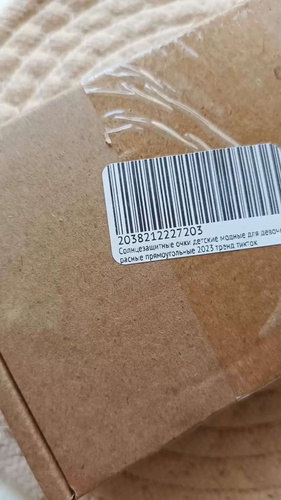 2038212227203
Солнцезащитные очки детские модные для девоч
расные прямоугольные 2023 тренд тикток